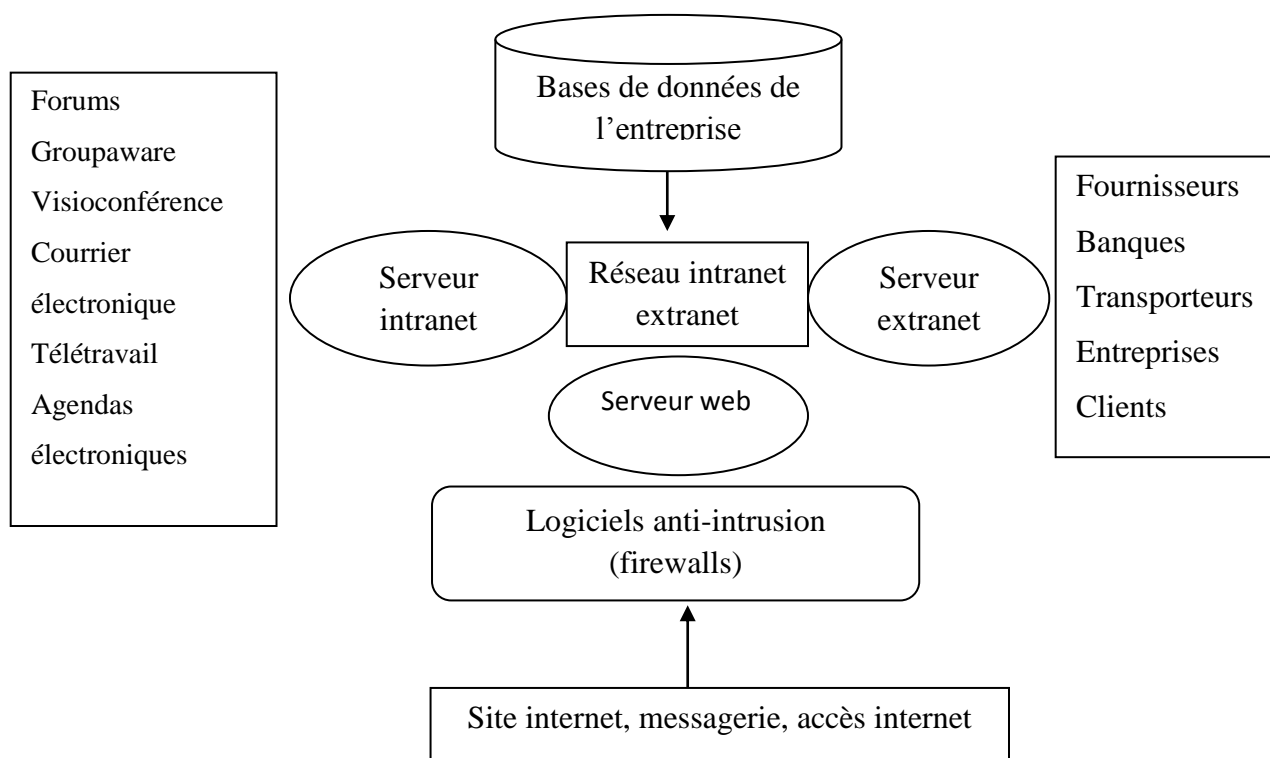 Bases de données de
l’entreprise
Forums
Groupaware
Visioconférence
Courrier
électronique
Télétravail
Agendas
électroniques
Serveur
intranet
Réseau intranet
extranet
Serveur
extranet
Fournisseurs
Banques
Transporteurs
Entreprises
Clients
Serveur web
Logiciels anti-intrusion
(firewalls)
Site internet, messagerie, accès internet